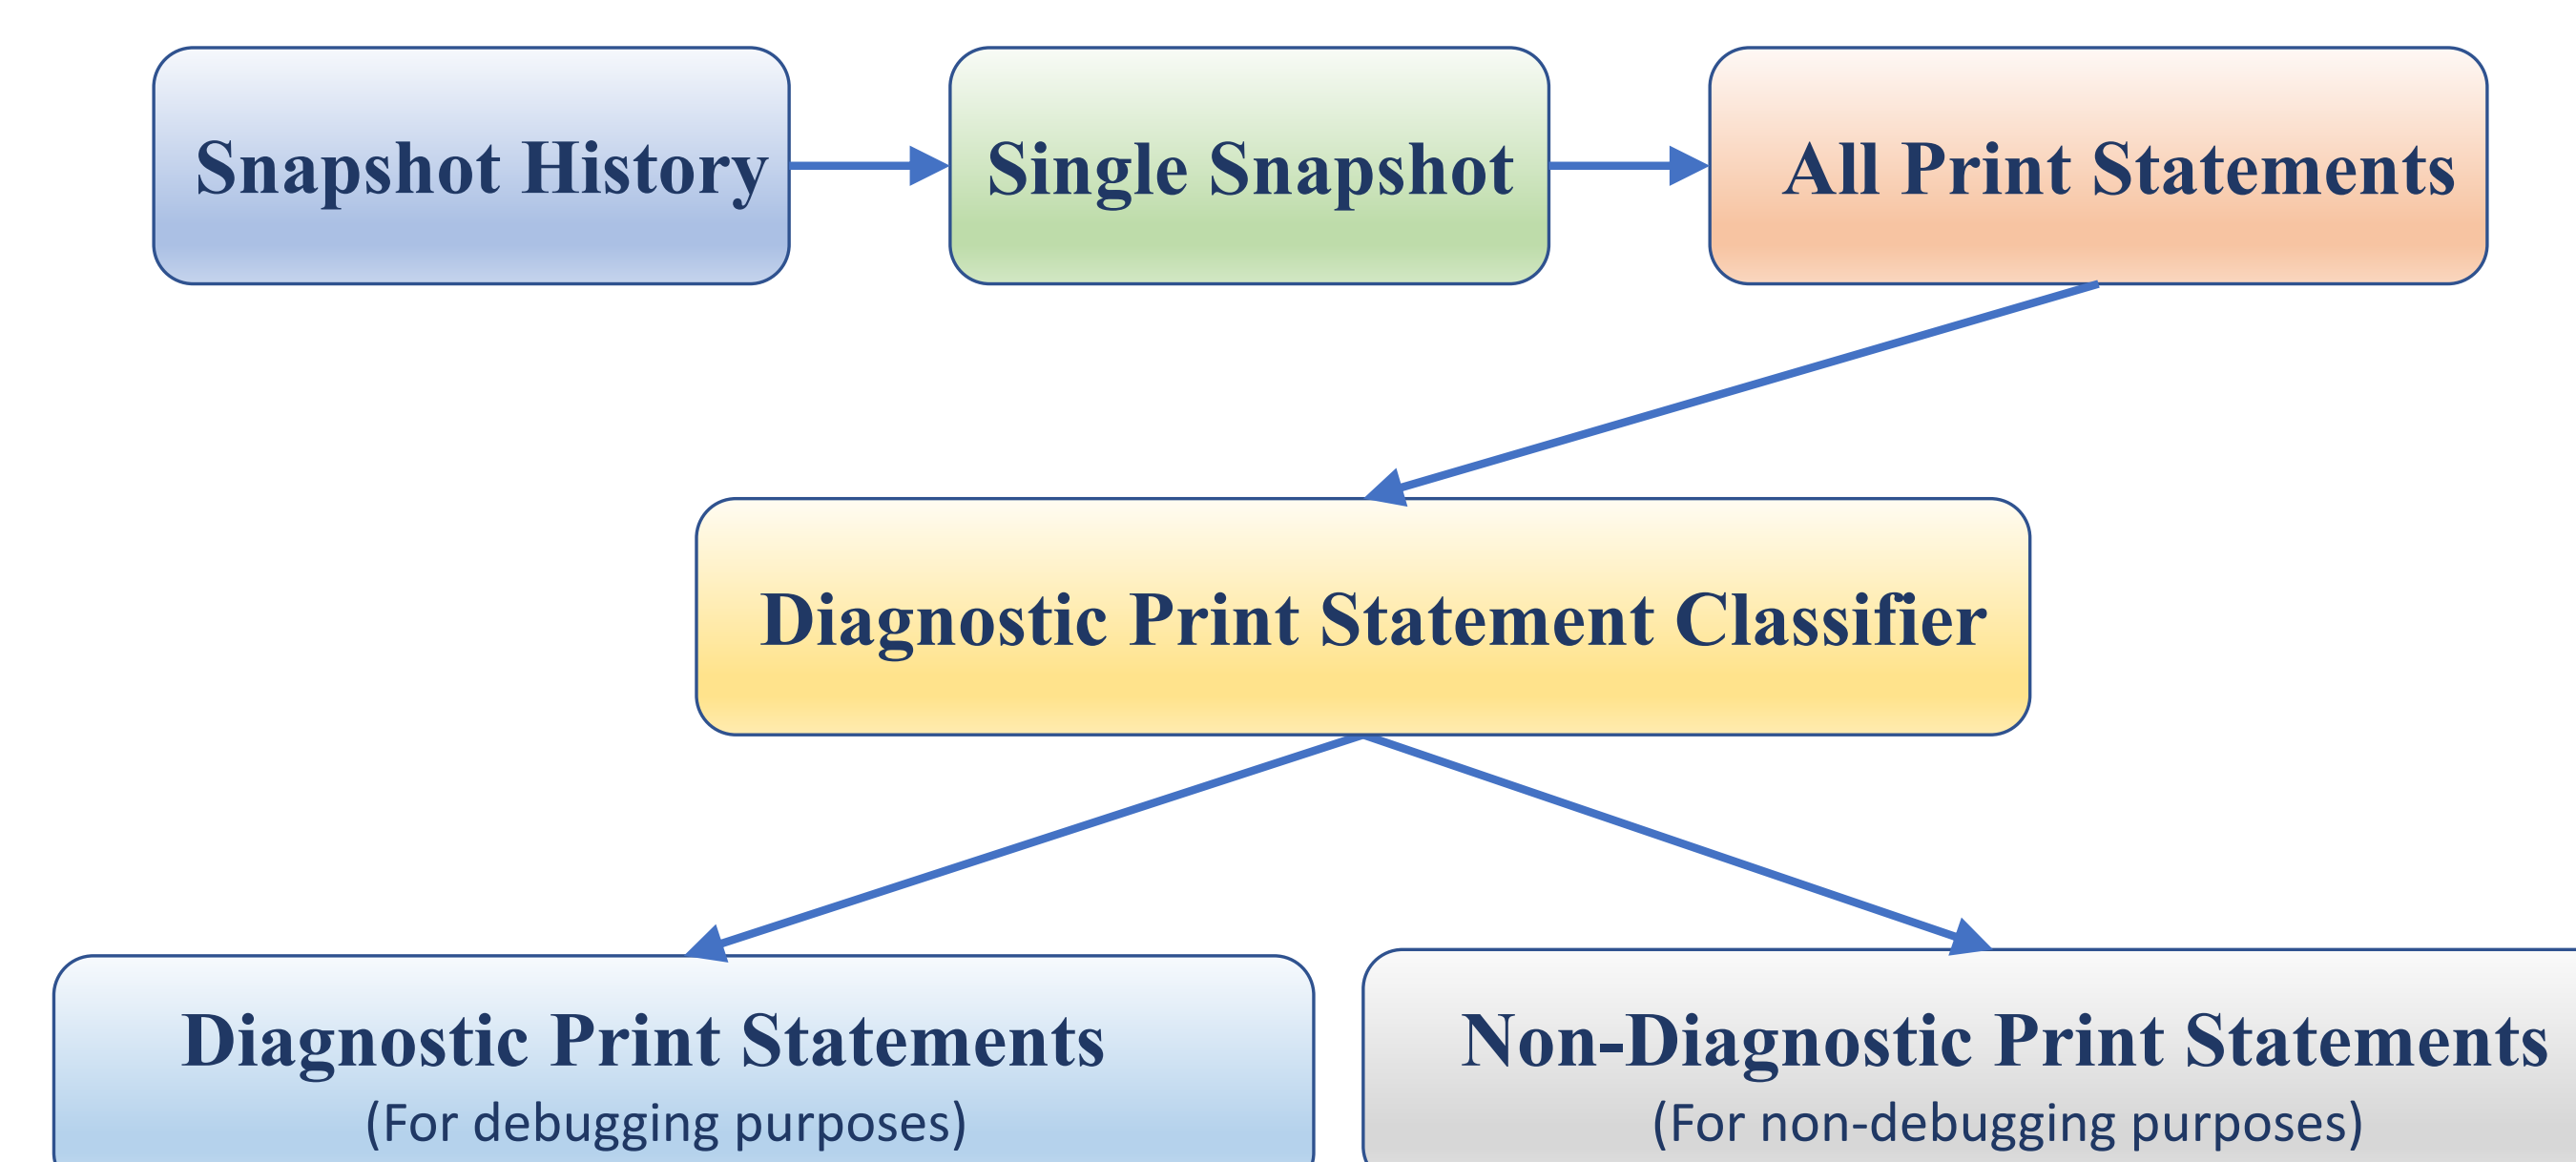 Snapshot History
Single Snapshot
All Print Statements
Diagnostic Print Statement Classifier
Diagnostic Print Statements
(For debugging purposes)
Non-Diagnostic Print Statements
(For non-debugging purposes)